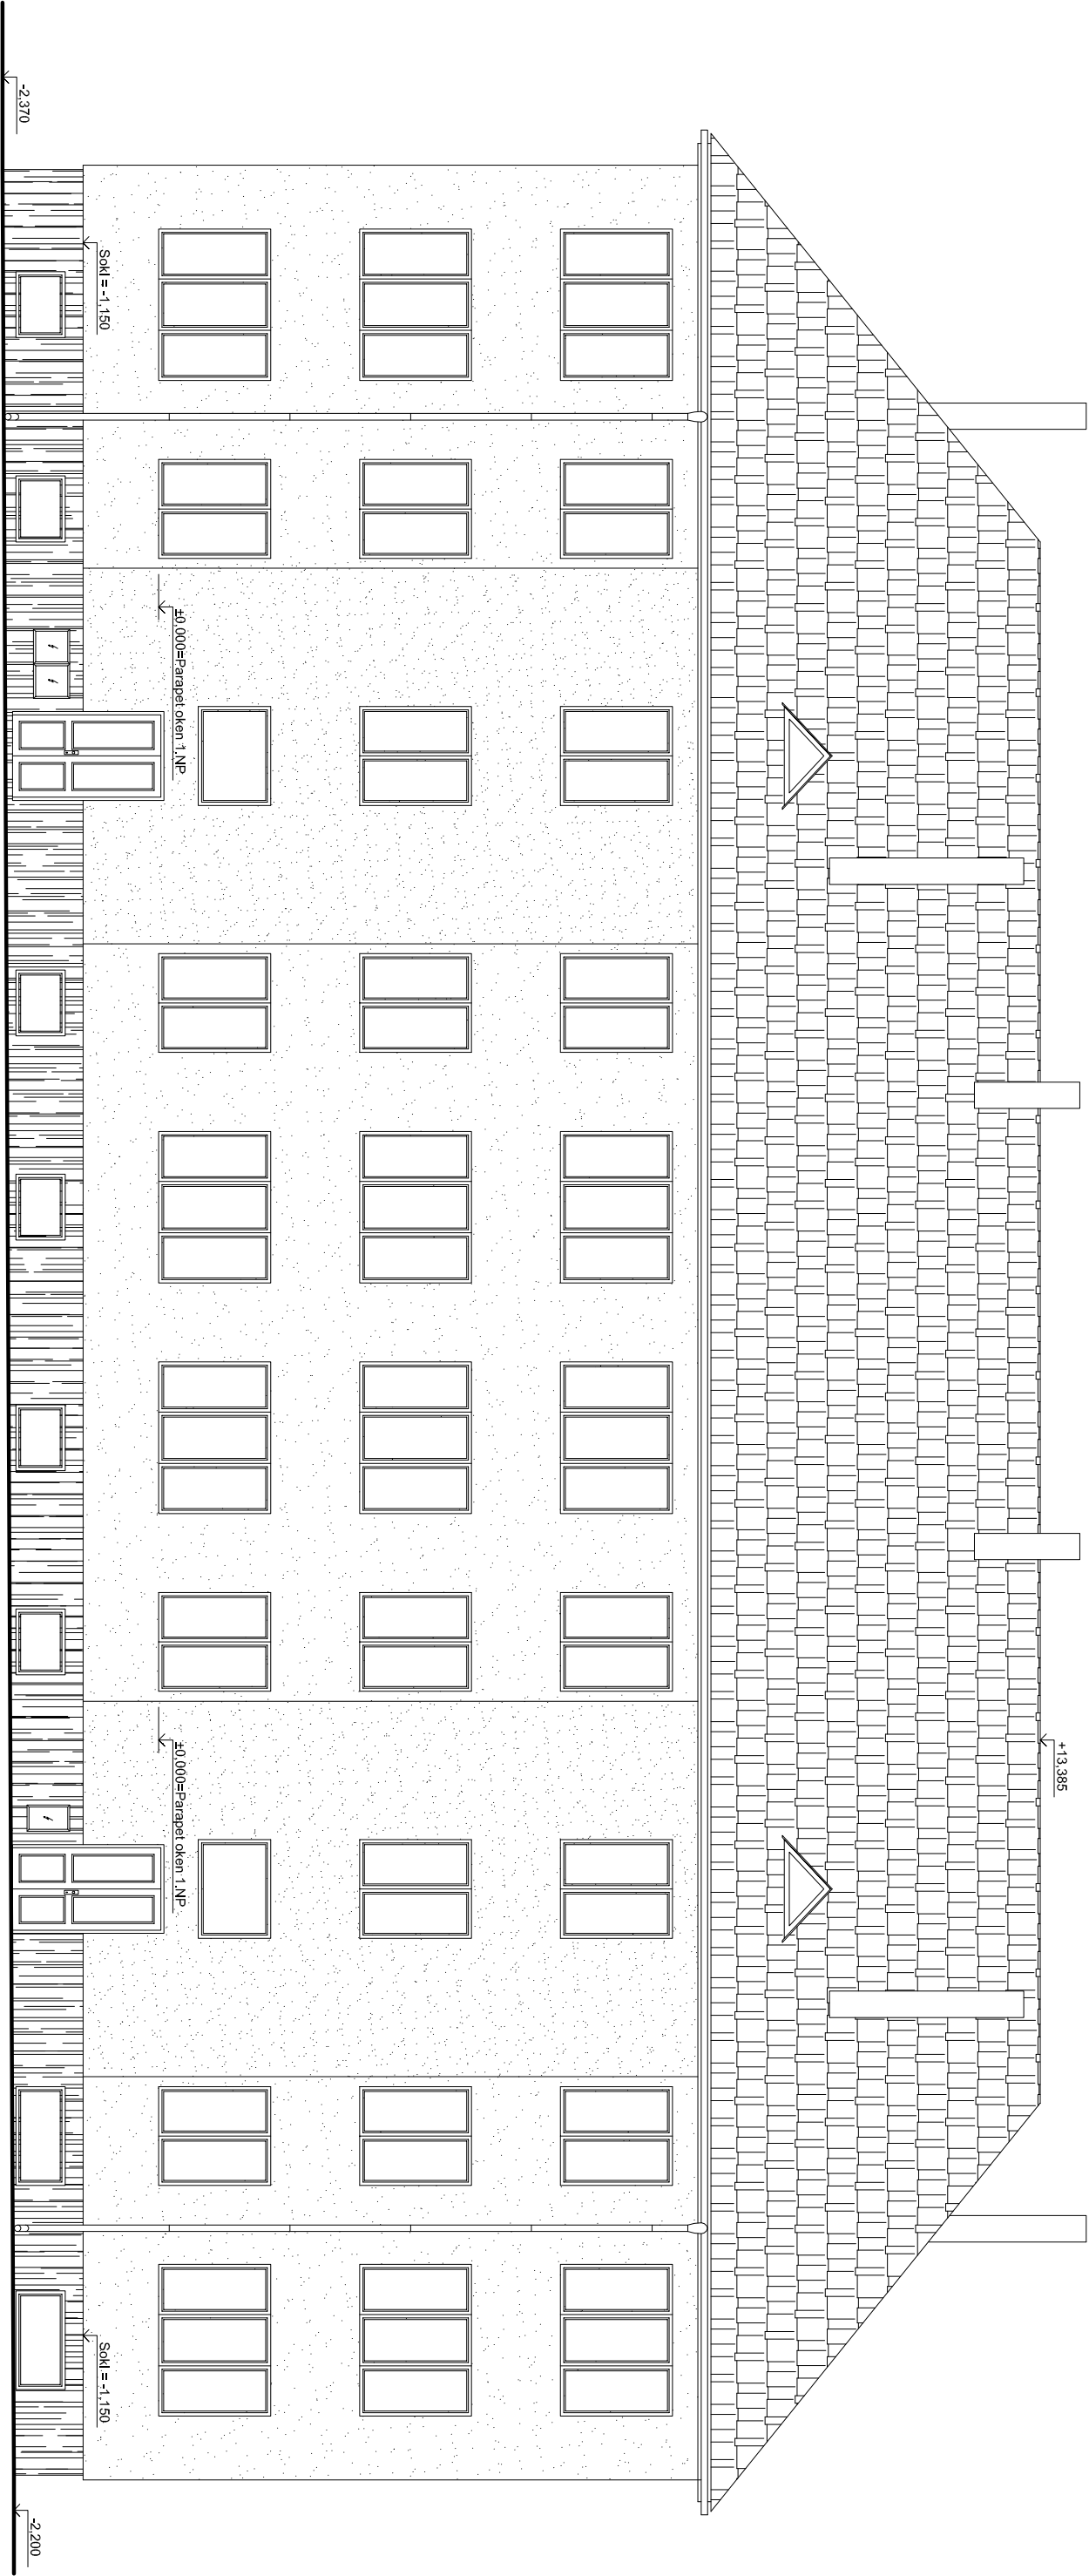 +13,385
±0,000=Parapet oken 1.NP
±0,000=Parapet oken 1.NP
Sokl = -1,150
Sokl = -1,150
-2,370
-2,200